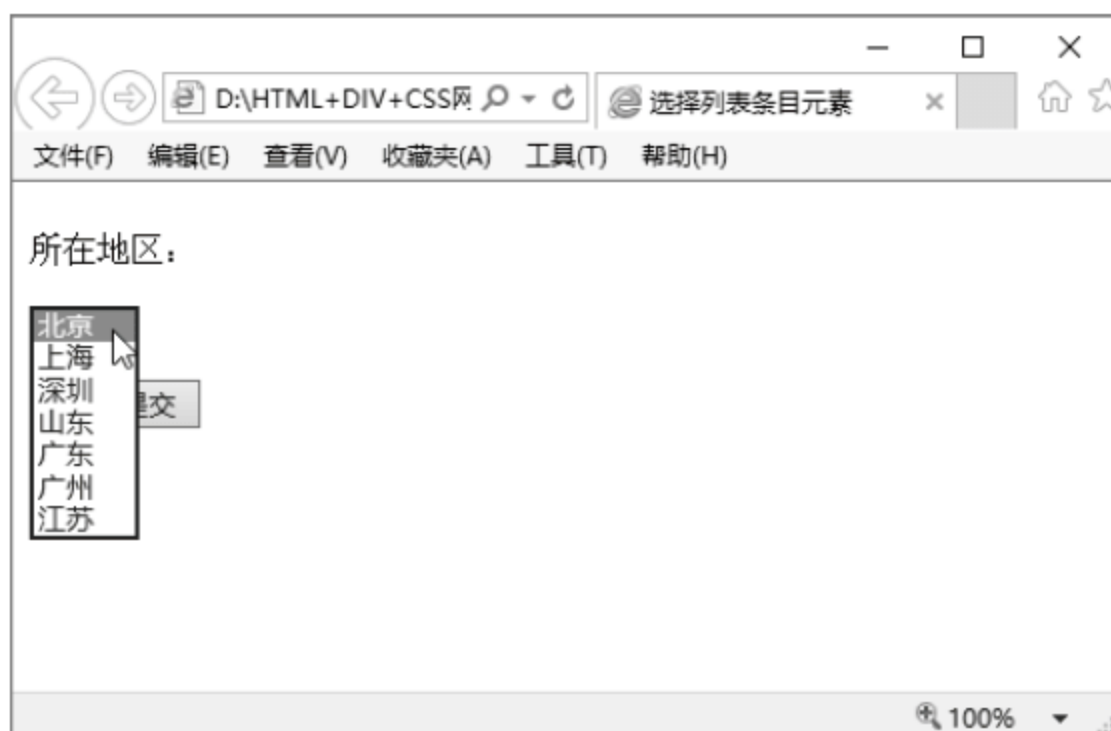 D:\HTML+DIV+CSS网 选择列表条目元素
文件(F) 编辑(E) 查看(V) 收藏夹(A) 工具(T) 帮助(H)
所在地区：
北京
上海
深圳
交
山东
广东
广州
江苏
100%